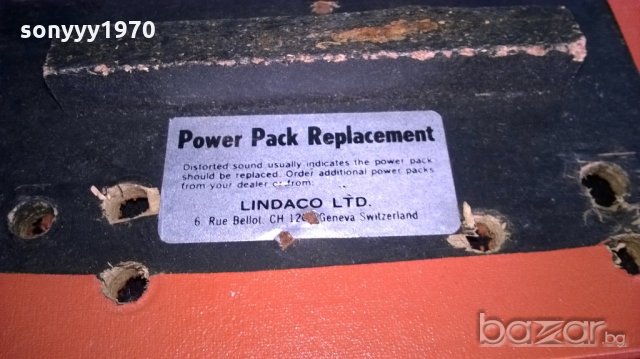 sonyyy1970
Power Pack Replacement
Distorted sound usually indicates the power pack
should be replaced. Order additional power packs
from your dealer or from:
LINDACO LTD.
6, Rue Bellot, CH Geneva Switzerland
bazar.bg